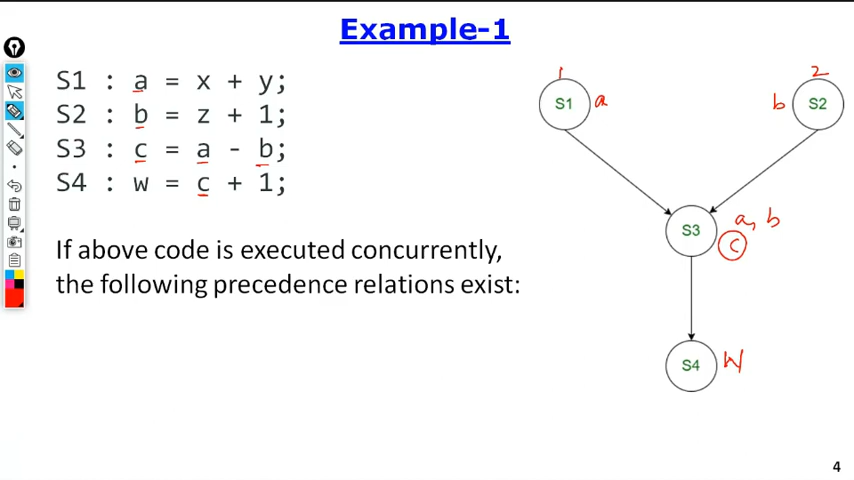 Example-1
S1 : a = x + y;
S2 : b = z + 1;
S3 : c = a - b;
S4 : w = c + 1;
If above code is executed concurrently,
the following precedence relations exist:
1
2
S1 a
b S2
S3 a, b
c
S4 W
4